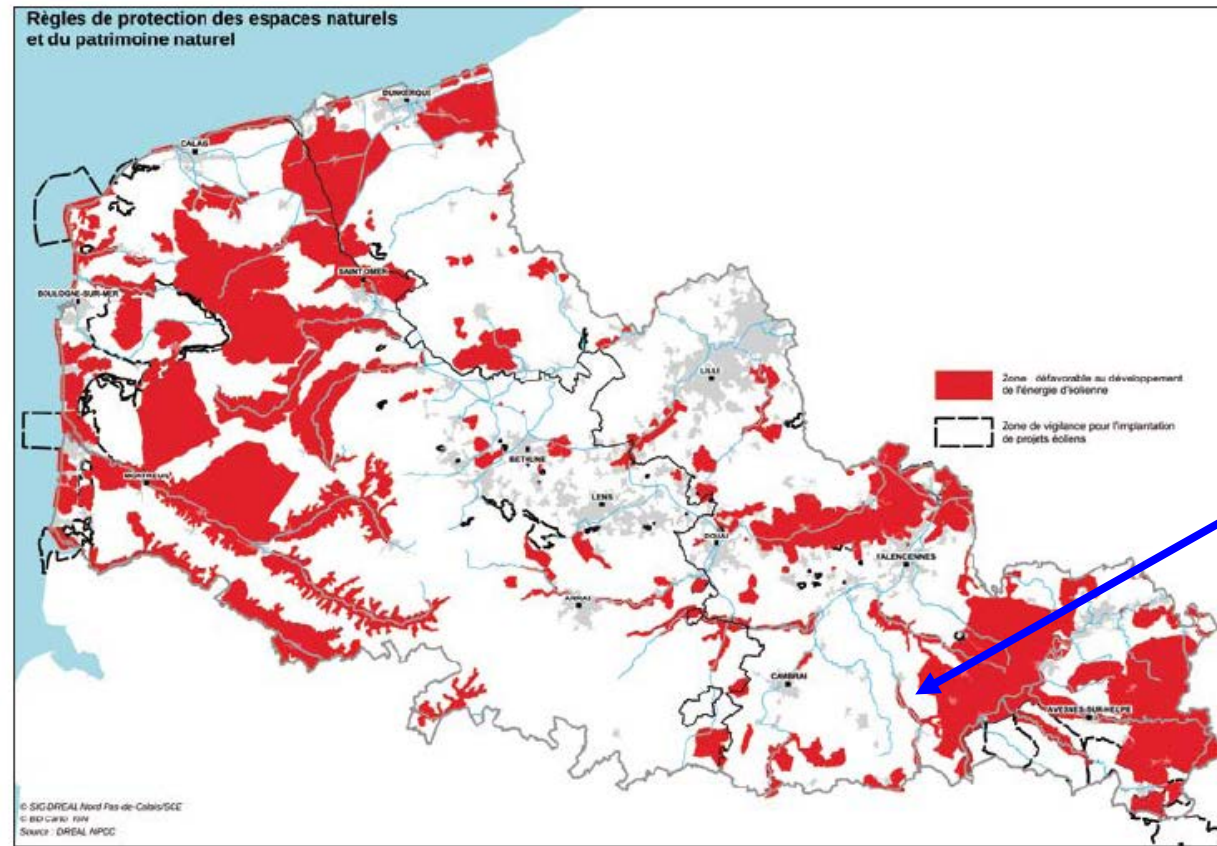 Règles de protection des espaces naturels
et du patrimoine naturel
DUNKERQUE
CALAIS
SAINT OMER
BOULOGNE-SUR-MER
LILLE
Zone défavorable au développement
de l'énergie d'éolienne
Zone de vigilance pour l'implantation
de projets éoliens
BETHUNE
MONTREUIL
LENS
DOUAI
VALENCIENNES
ARRAS
CAMBRAI
AVESNES-SUR-HELPE
© SIG-DREAL Nord Pas-de-Calais/SCE
© BD Carto IGN
Source : DREAL NPCC